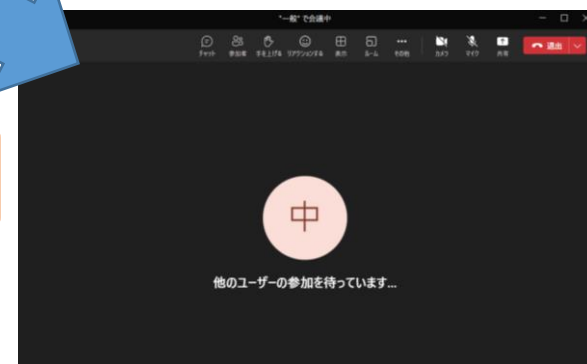 "一般" で会議中
チャット 参加者 手を上げる リアクションする 表示 ルーム その他 カメラ マイク 共有 退出
中
他のユーザーの参加を待っています...